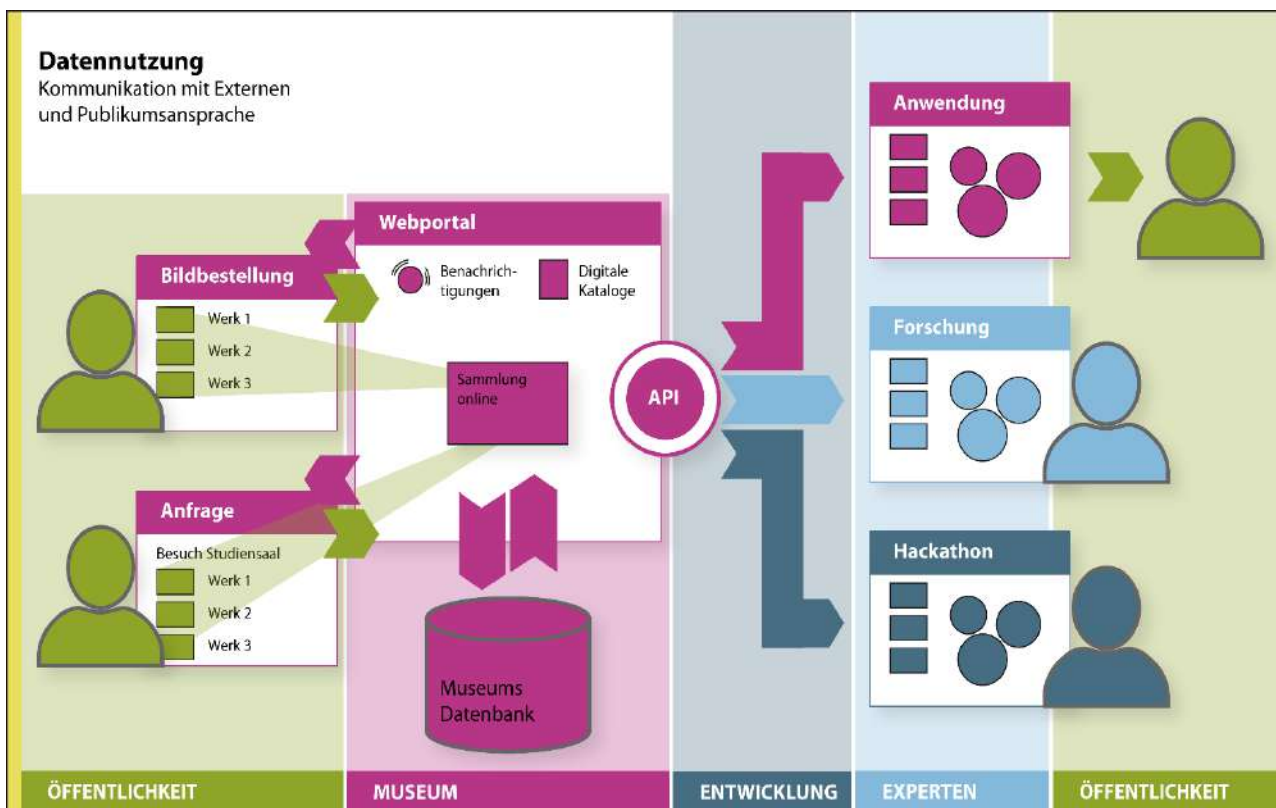 Datennutzung
Kommunikation mit Externen
und Publikumsansprache
Bildbestellung
Werk 1
Werk 2
Werk 3
Anfrage
Besuch Studiensaal
Werk 1
Werk 2
Werk 3
Webportal
Benachrich-
tigungen
Digitale
Kataloge
Sammlung
online
API
Museums
Datenbank
Anwendung
Forschung
Hackathon
ÖFFENTLICHKEIT
MUSEUM
ENTWICKLUNG
EXPERTEN
ÖFFENTLICHKEIT